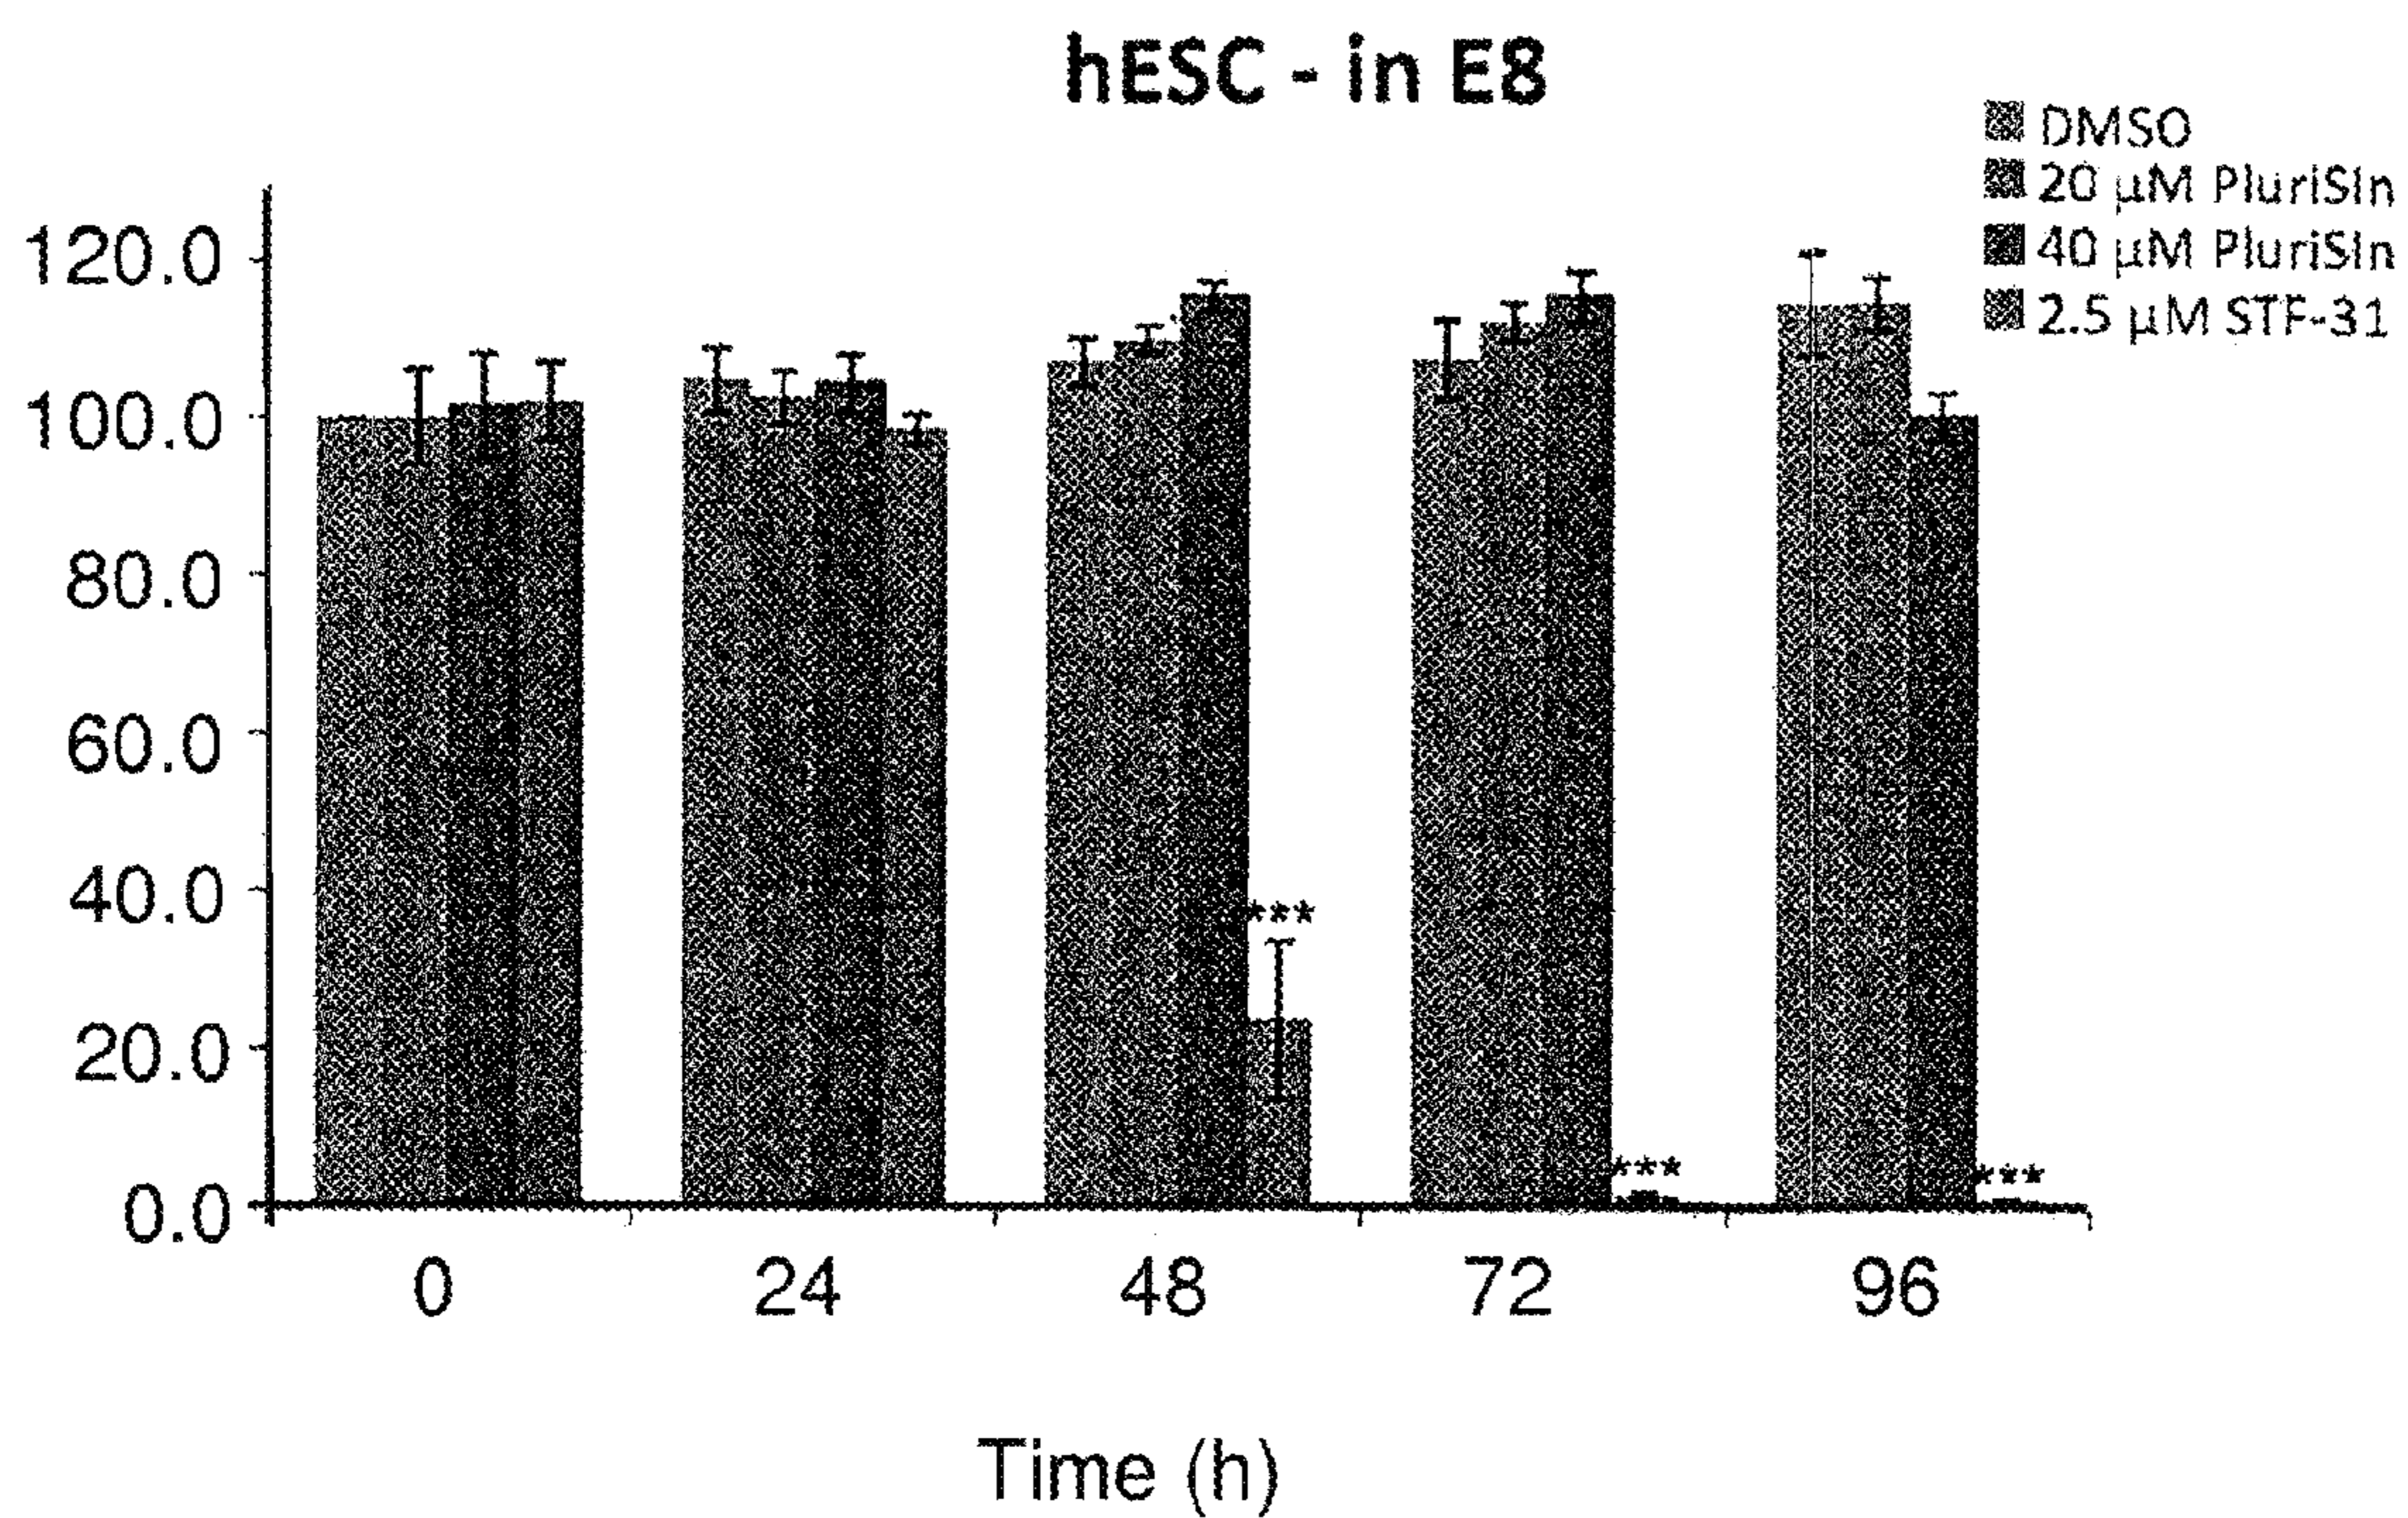 hESC - in E8
DMSO
20 µM PluriSIn
40 µM PluriSIn
2.5 µM STF-31
120.0
100.0
80.0
60.0
40.0
20.0
0.0
***
***
***
0 24 48 72 96
Time (h)